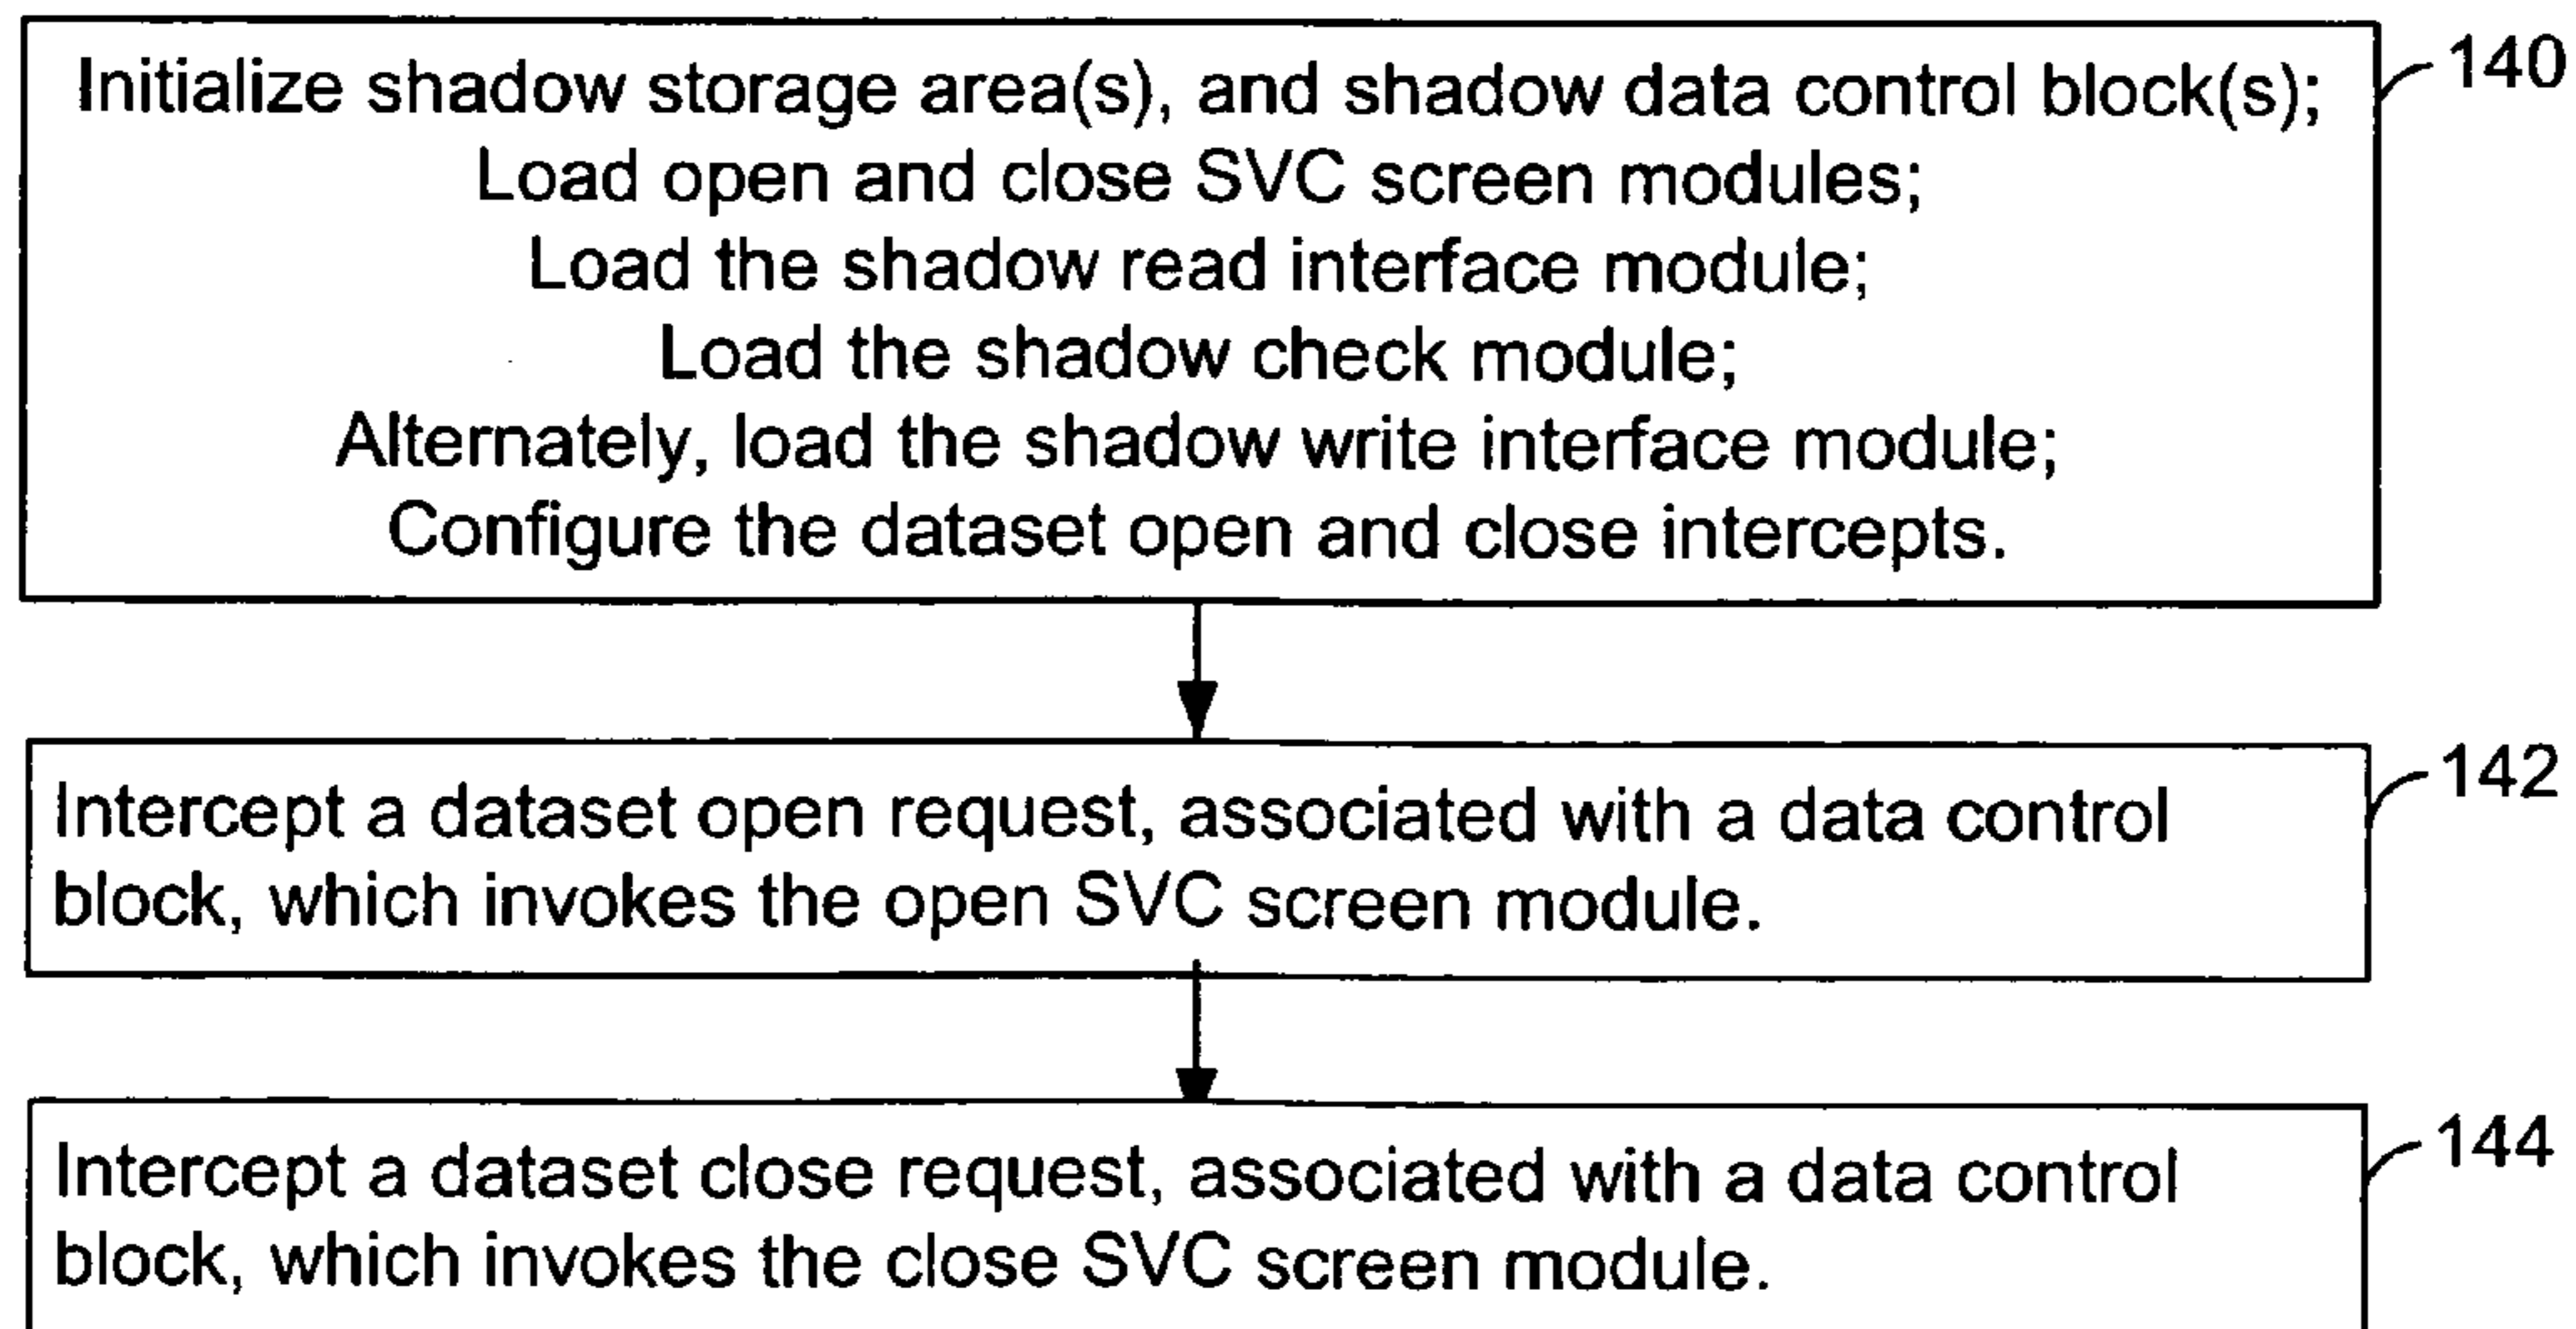 Initialize shadow storage area(s), and shadow data control block(s);
Load open and close SVC screen modules;
Load the shadow read interface module;
Load the shadow check module;
Alternately, load the shadow write interface module;
Configure the dataset open and close intercepts.
140
Intercept a dataset open request, associated with a data control
block, which invokes the open SVC screen module.
142
Intercept a dataset close request, associated with a data control
block, which invokes the close SVC screen module.
144